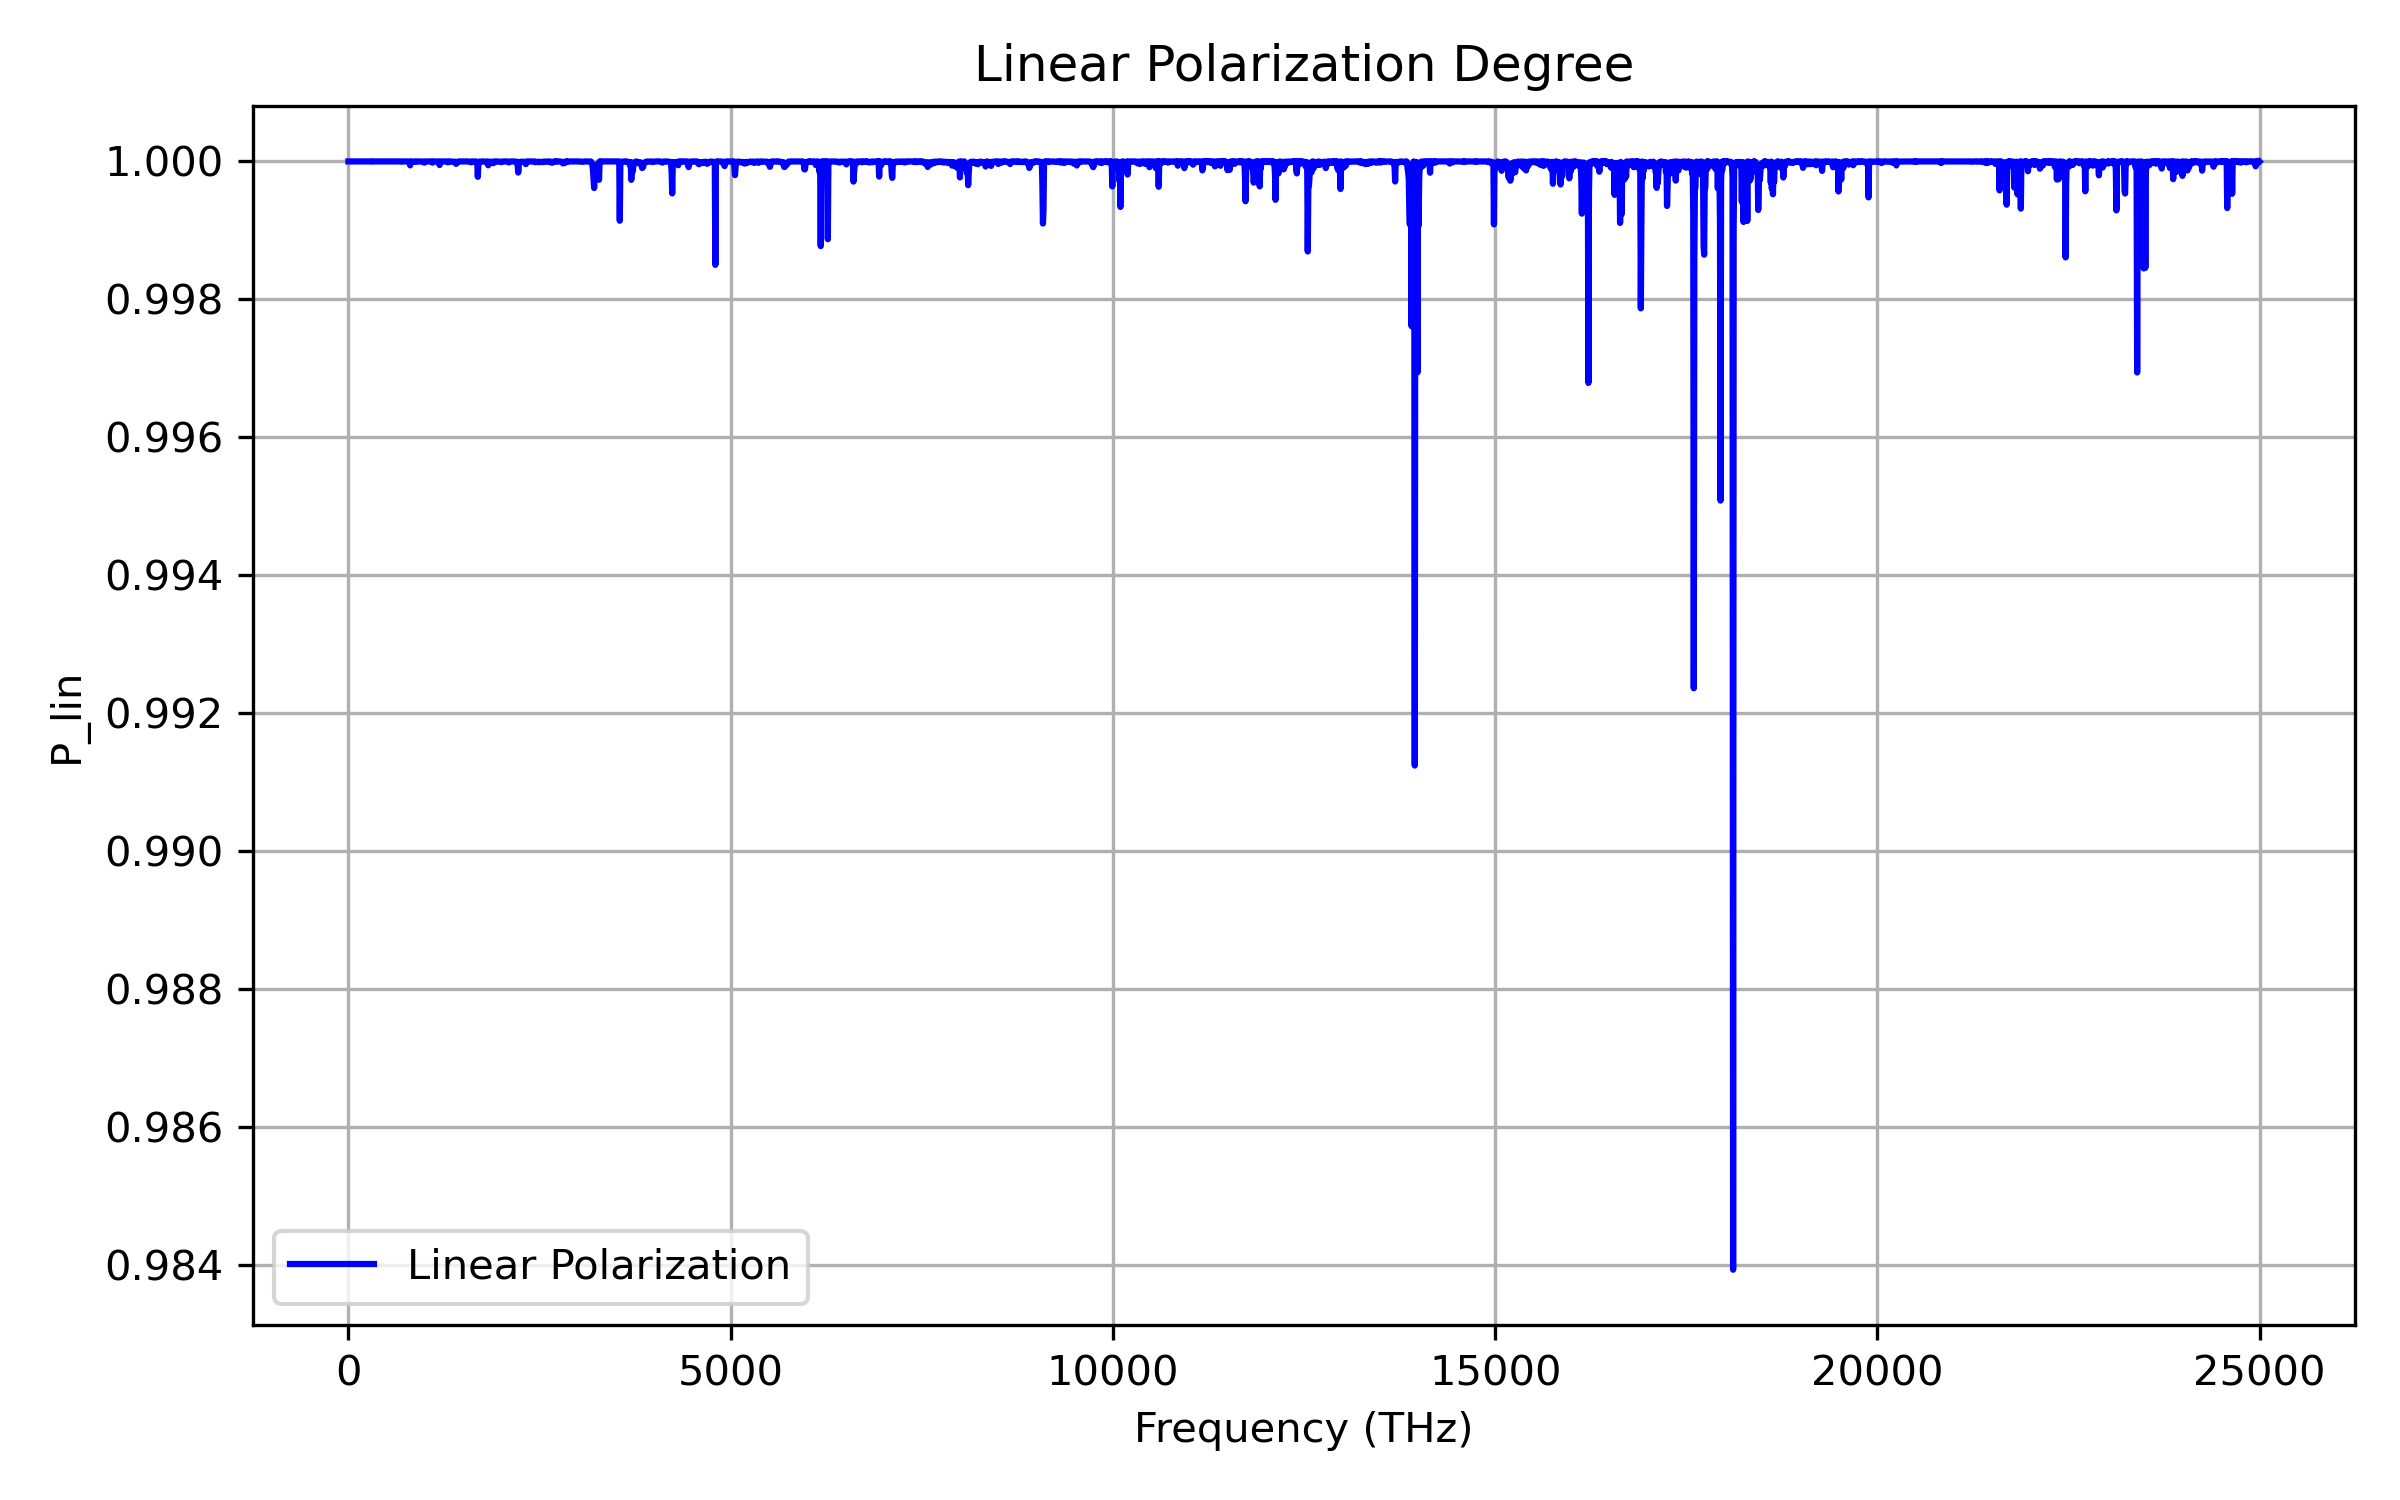 Linear Polarization Degree
1.000
0.998
0.996
0.994
0.992
0.990
0.988
0.986
0.984
P_lin
Linear Polarization
0 5000 10000 15000 20000 25000
Frequency (THz)